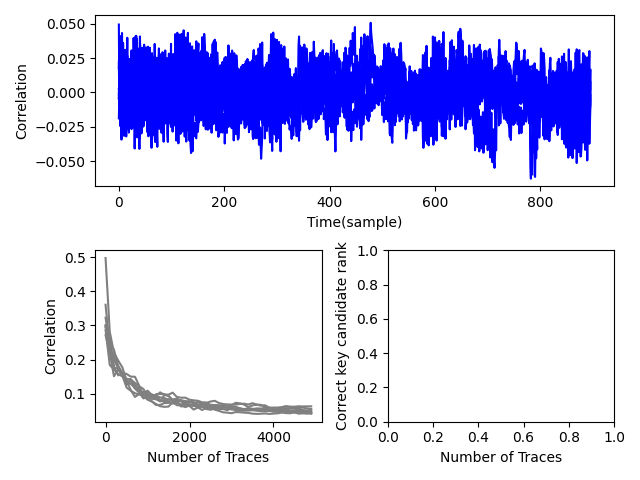 0.050
0.025
0.000
−0.025
−0.050
Correlation
0 200 400 600 800
Time(sample)
0.5
0.4
0.3
0.2
0.1
Correlation
0 2000 4000
Number of Traces
1.0
0.8
0.6
0.4
0.2
0.0
Correct key candidate rank
0.0 0.2 0.4 0.6 0.8 1.0
Number of Traces